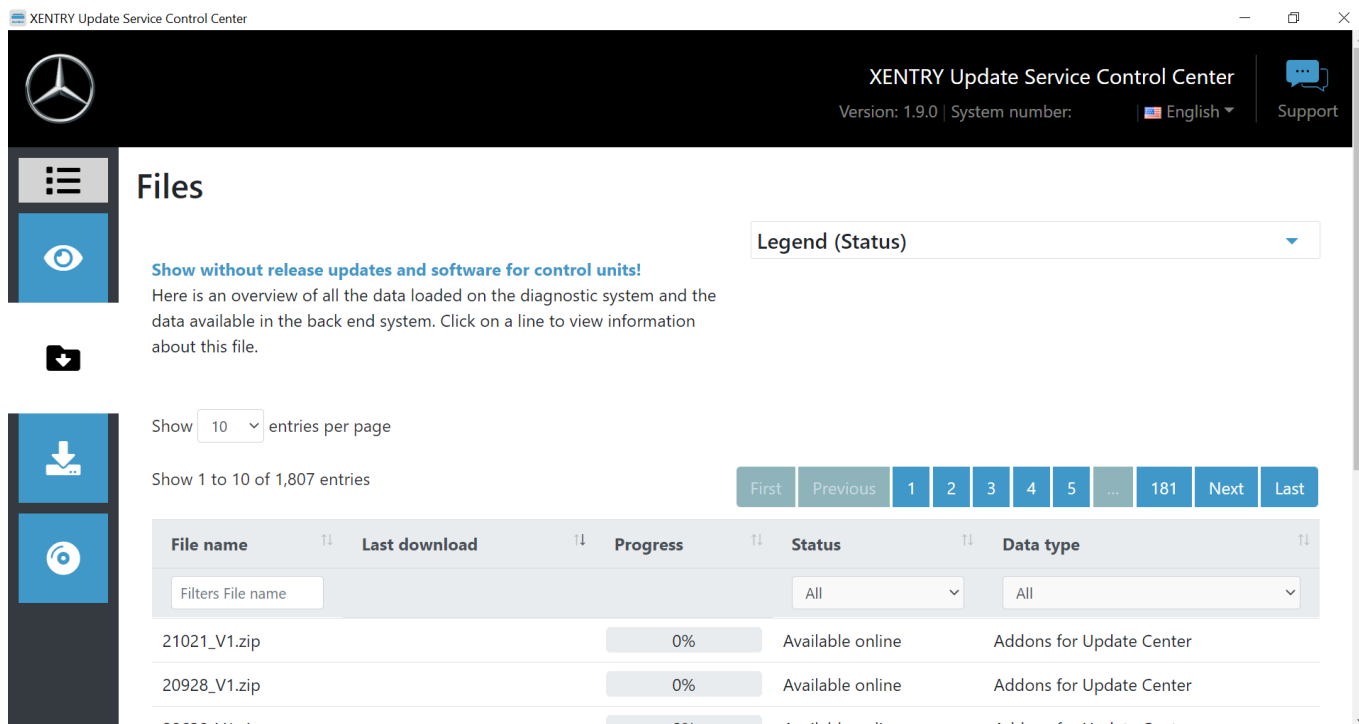 XENTRY Update Service Control Center
XENTRY Update Service Control Center
Version: 1.9.0 | System number:
English
Support
Files
Legend (Status)
Show without release updates and software for control units!
Here is an overview of all the data loaded on the diagnostic system and the
data available in the back end system. Click on a line to view information
about this file.
Show 10 entries per page
Show 1 to 10 of 1,807 entries
First Previous 1 2 3 4 5 ... 181 Next Last
File name Last download Progress Status Data type
Filters File name All All
21021_V1.zip 0% Available online Addons for Update Center
20928_V1.zip 0% Available online Addons for Update Center